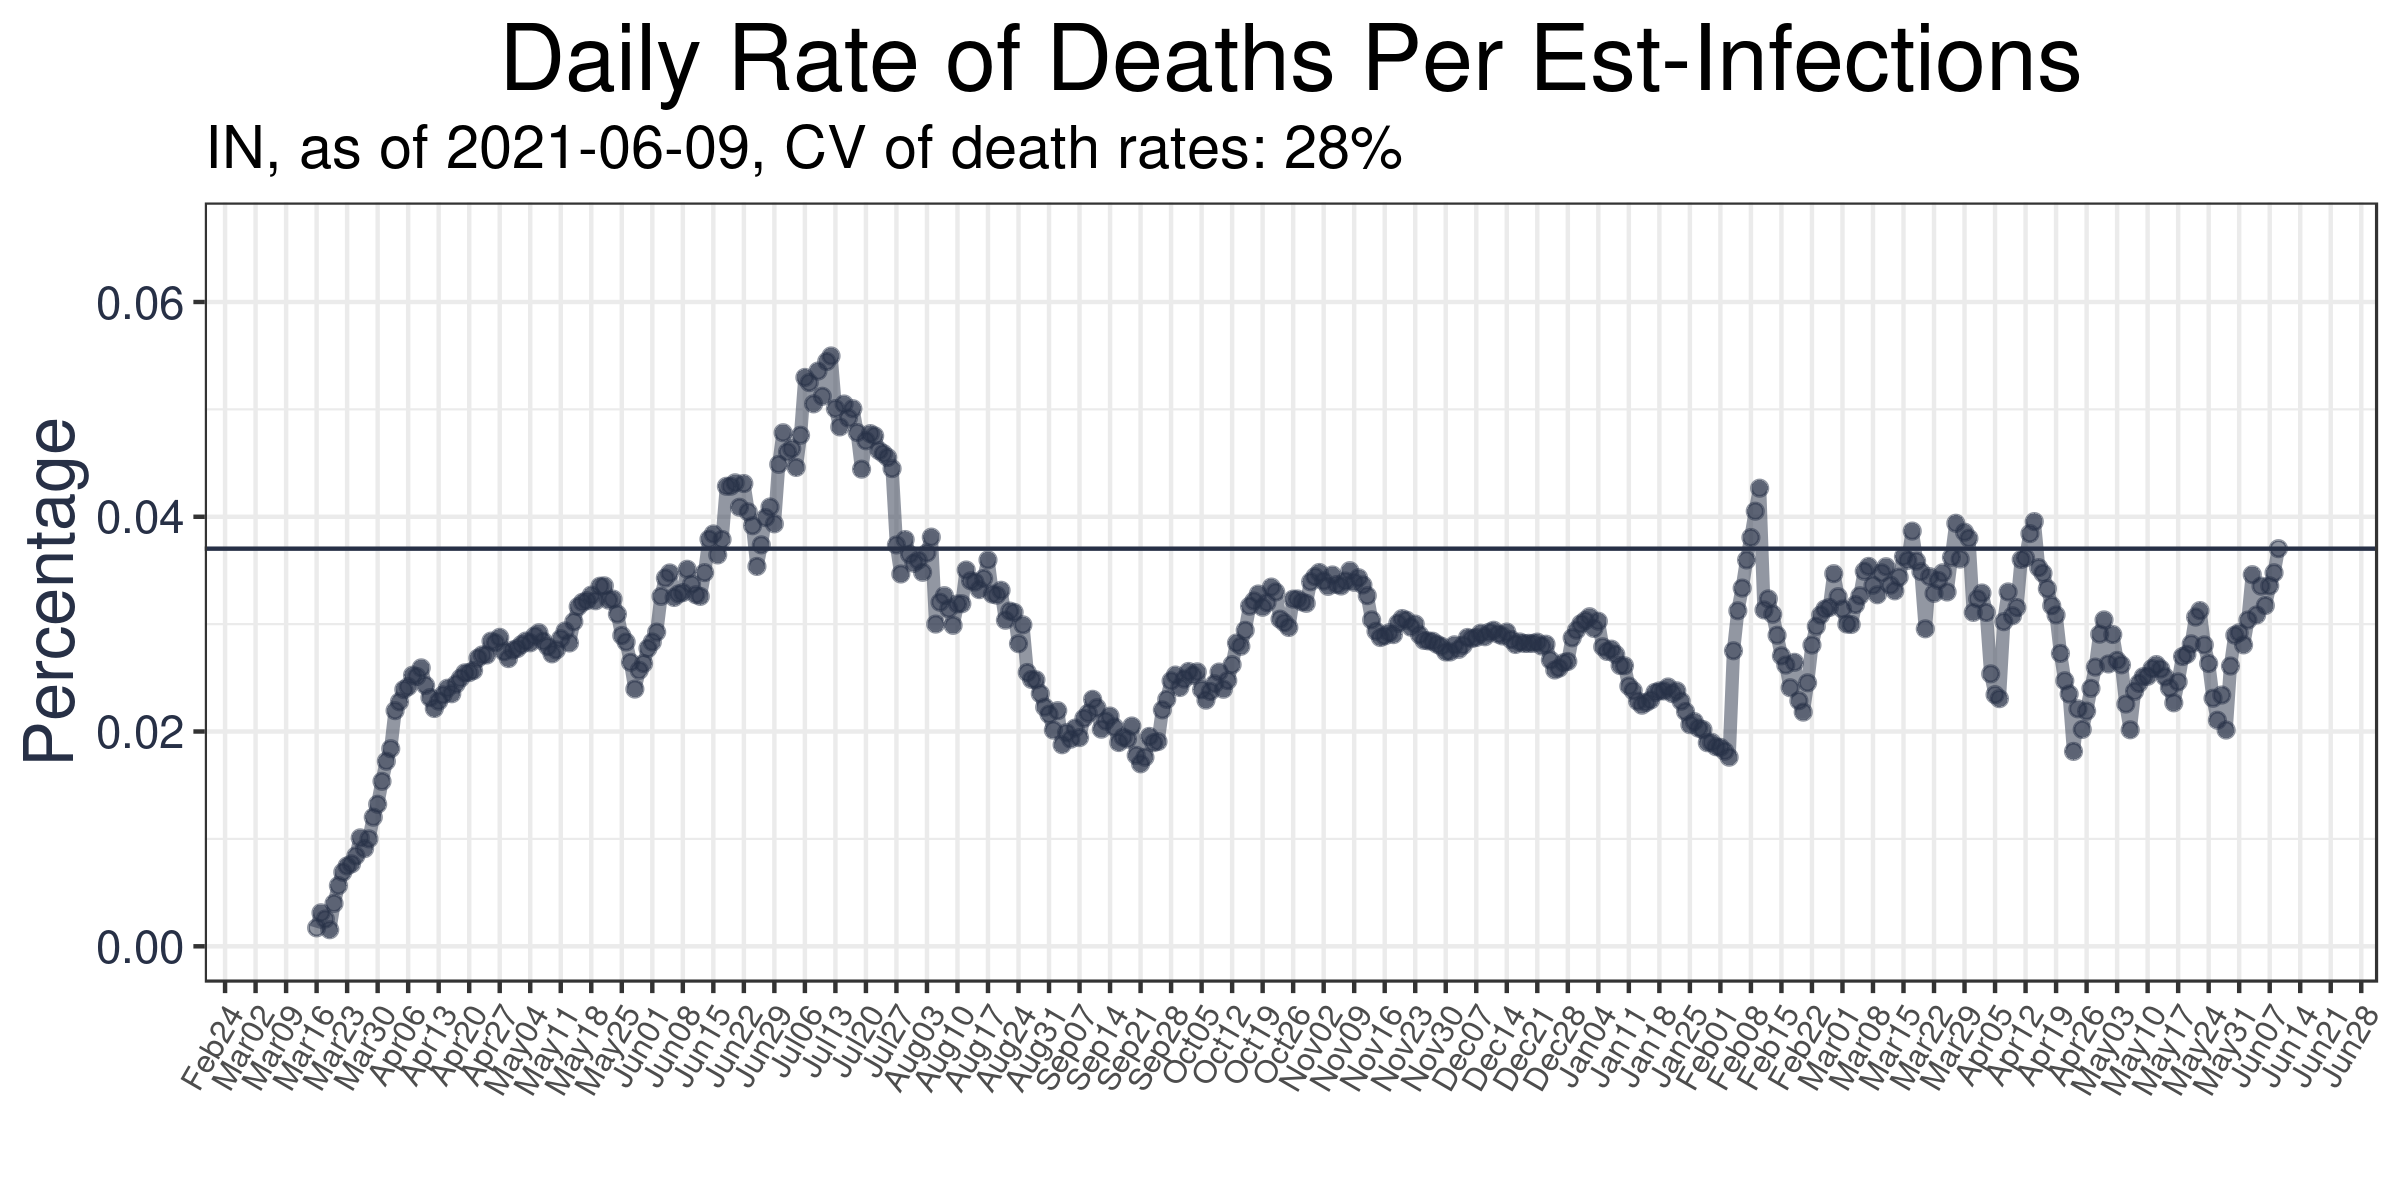 Daily Rate of Deaths Per Est-Infections
IN, as of 2021-06-09, CV of death rates: 28%
Percentage
0.06
0.04
0.02
0.00
Feb24
Mar02
Mar09
Mar16
Mar23
Mar30
Apr06
Apr13
Apr20
Apr27
May04
May11
May18
May25
Jun01
Jun08
Jun15
Jun22
Jun29
Jul06
Jul13
Jul20
Jul27
Aug03
Aug10
Aug17
Aug24
Aug31
Sep07
Sep14
Sep21
Sep28
Oct05
Oct12
Oct19
Oct26
Nov02
Nov09
Nov16
Nov23
Nov30
Dec07
Dec14
Dec21
Dec28
Jan04
Jan11
Jan18
Jan25
Feb01
Feb08
Feb15
Feb22
Mar01
Mar08
Mar15
Mar22
Mar29
Apr05
Apr12
Apr19
Apr26
May03
May10
May17
May24
May31
Jun07
Jun14
Jun21
Jun28